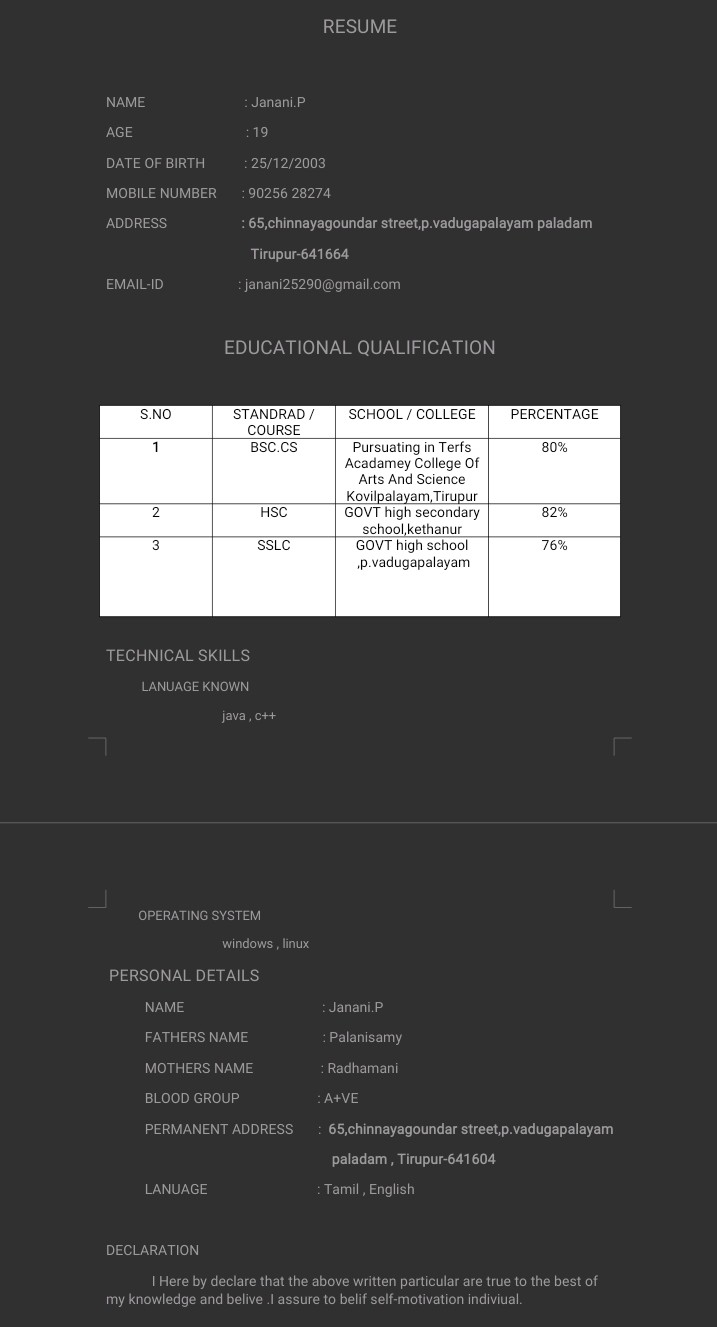 RESUME
NAME : Janani.P
AGE : 19
DATE OF BIRTH : 25/12/2003
MOBILE NUMBER : 90256 28274
ADDRESS : 65,chinnayagoundar street,p.vadugapalayam paladam
Tirupur-641664
EMAIL-ID : janani25290@gmail.com
EDUCATIONAL QUALIFICATION
S.NO STANDRAD / COURSE SCHOOL / COLLEGE PERCENTAGE
1 BSC.CS Pursuating in Terfs Acadamey College Of Arts And Science Kovilpalayam,Tirupur 80%
2 HSC GOVT high secondary school,kethanur 82%
3 SSLC GOVT high school ,p.vadugapalayam 76%
TECHNICAL SKILLS
LANUAGE KNOWN
java , c++
OPERATING SYSTEM
windows , linux
PERSONAL DETAILS
NAME : Janani.P
FATHERS NAME : Palanisamy
MOTHERS NAME : Radhamani
BLOOD GROUP : A+VE
PERMANENT ADDRESS : 65,chinnayagoundar street,p.vadugapalayam
paladam , Tirupur-641604
LANUAGE : Tamil , English
DECLARATION
I Here by declare that the above written particular are true to the best of
my knowledge and belive .I assure to belif self-motivation indiviual.